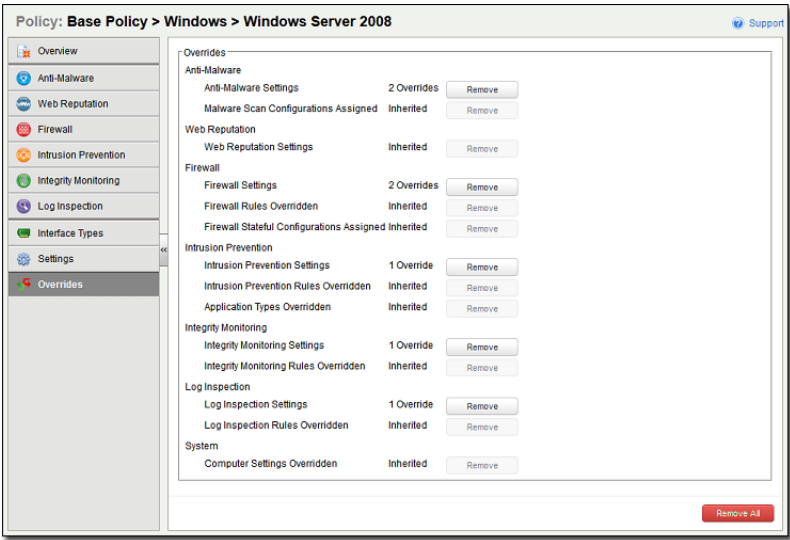 Policy: Base Policy > Windows > Windows Server 2008
Support
Overview
Anti-Malware
Web Reputation
Firewall
Intrusion Prevention
Integrity Monitoring
Log Inspection
Interface Types
Settings
Overrides
«
Overrides
Anti-Malware
Anti-Malware Settings 2 Overrides Remove
Malware Scan Configurations Assigned Inherited Remove
Web Reputation
Web Reputation Settings Inherited Remove
Firewall
Firewall Settings 2 Overrides Remove
Firewall Rules Overridden Inherited Remove
Firewall Stateful Configurations Assigned Inherited Remove
Intrusion Prevention
Intrusion Prevention Settings 1 Override Remove
Intrusion Prevention Rules Overridden Inherited Remove
Application Types Overridden Inherited Remove
Integrity Monitoring
Integrity Monitoring Settings 1 Override Remove
Integrity Monitoring Rules Overridden Inherited Remove
Log Inspection
Log Inspection Settings 1 Override Remove
Log Inspection Rules Overridden Inherited Remove
System
Computer Settings Overridden Inherited Remove
Remove All